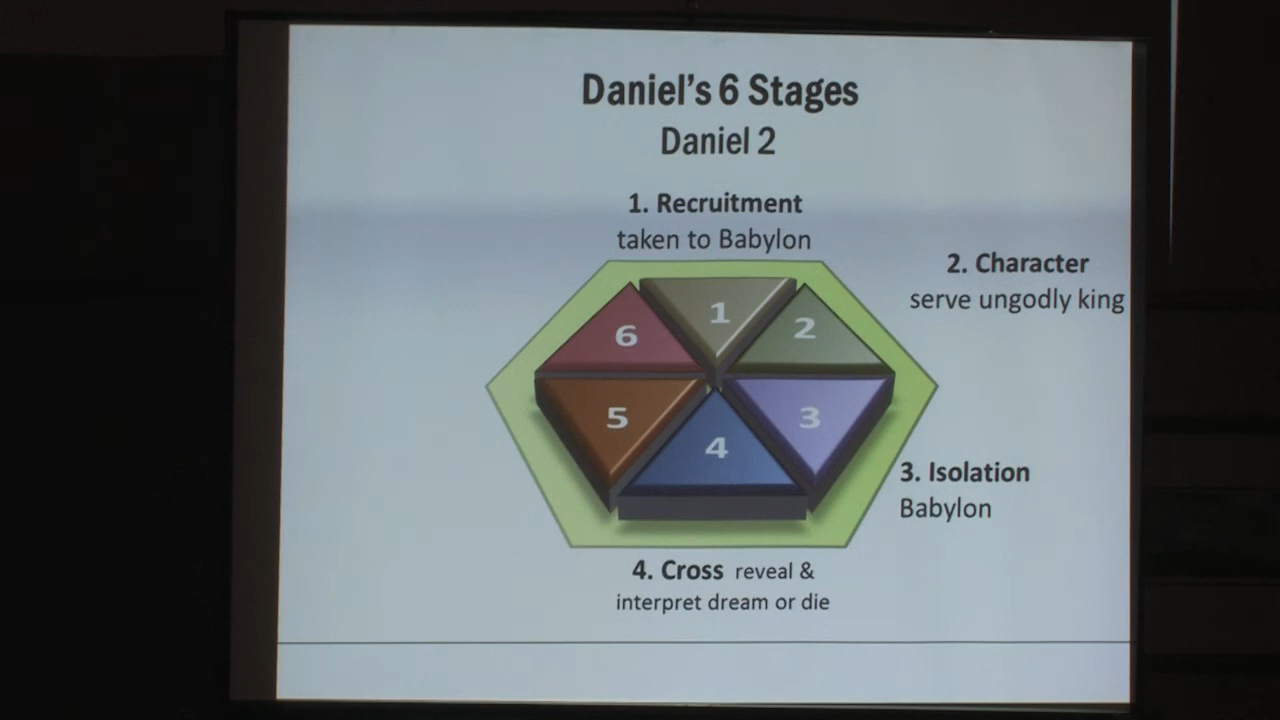 Daniel's 6 Stages
Daniel 2
1. Recruitment
taken to Babylon
2. Character
serve ungodly king
1
2
6
5
4
3
3. Isolation
Babylon
4. Cross reveal &
interpret dream or die